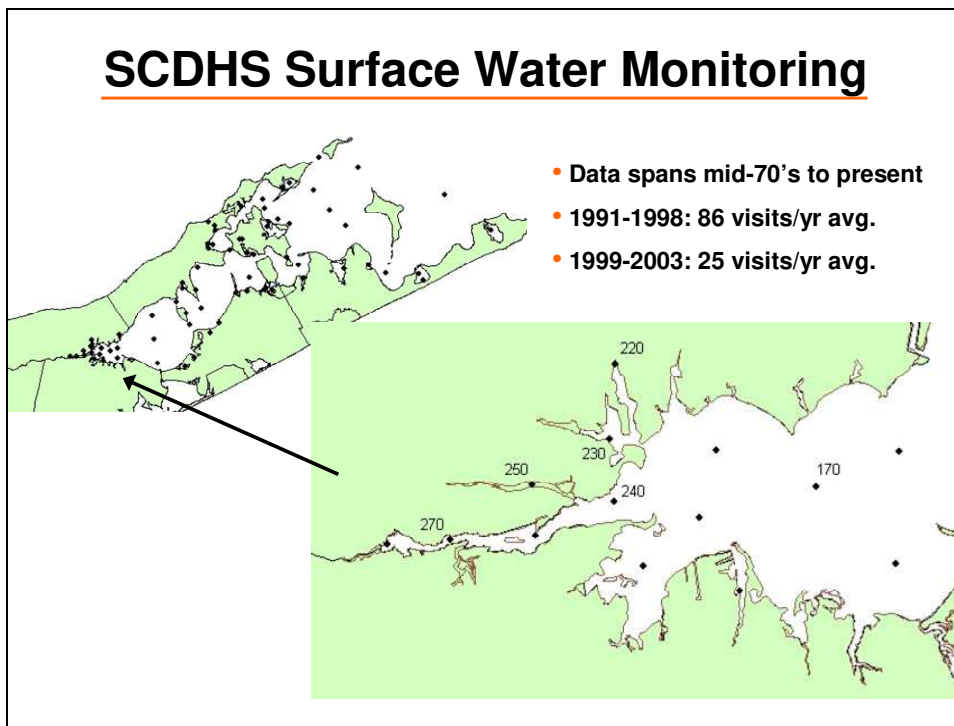 SCDHS Surface Water Monitoring
• Data spans mid-70's to present
• 1991-1998: 86 visits/yr avg.
• 1999-2003: 25 visits/yr avg.
220
230
250
170
240
270